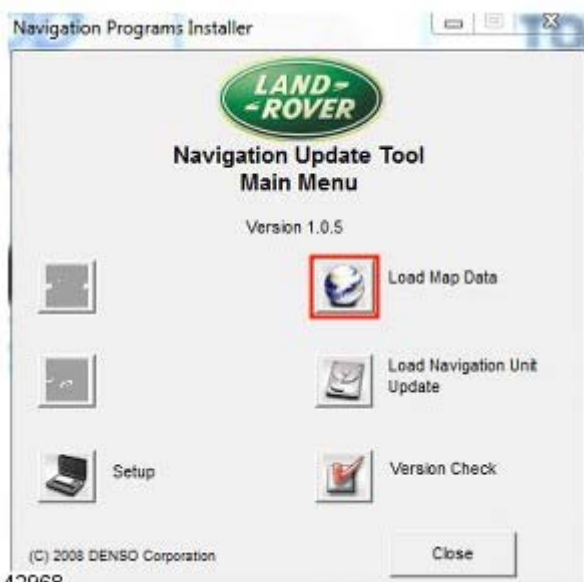 Navigation Programs Installer
LAND-
-ROVER
Navigation Update Tool
Main Menu
Version 1.0.5
Load Map Data
Load Navigation Unit
Update
Setup
Version Check
(C) 2008 DENSO Corporation
Close